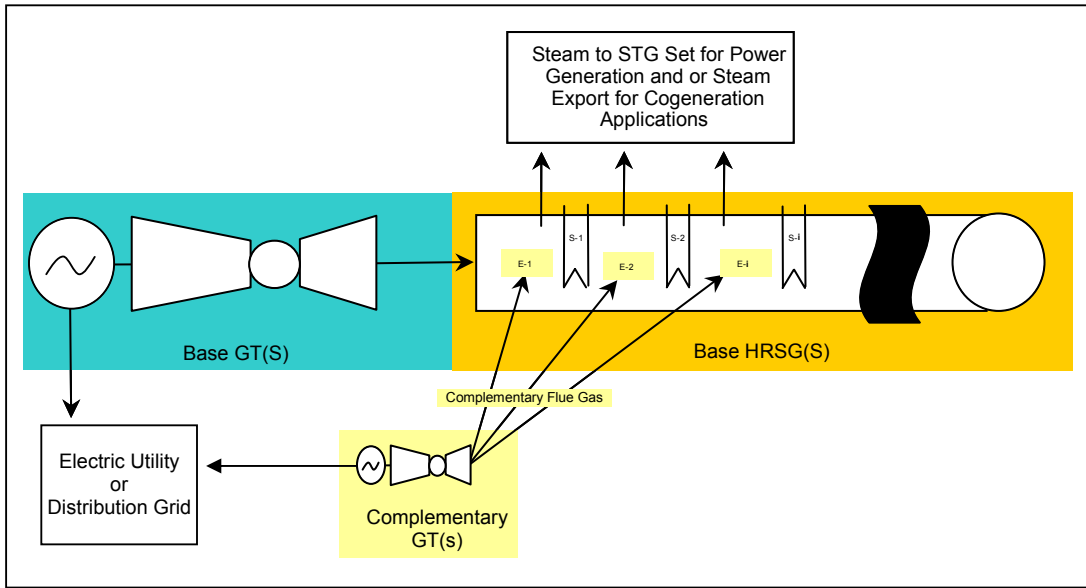 Steam to STG Set for Power
Generation and or Steam
Export for Cogeneration
Applications
S-1
S-2
S-i
E-1
E-2
E-i
Base GT(S)
Base HRSG(S)
Complementary Flue Gas
Electric Utility
or
Distribution Grid
Complementary
GT(s)